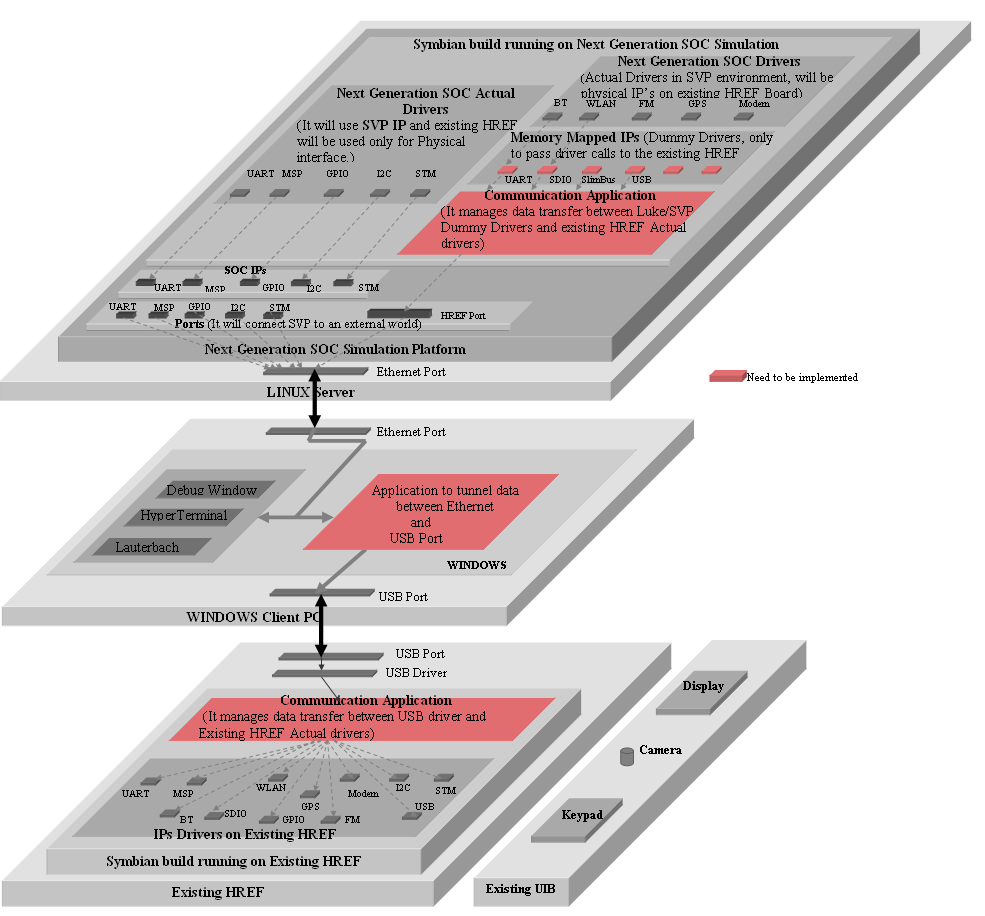 Symbian build running on Next Generation SOC Simulation
Next Generation SOC Drivers
(Actual Drivers in SVP environment, will be
physical IP's on existing HREF Board)
BT WLAN FM GPS Modem
Next Generation SOC Actual
Drivers
(It will use SVP IP and existing HREF
will be used only for Physical
interface.)
UART MSP GPIO I2C STM
Memory Mapped IPs (Dummy Drivers, only
to pass driver calls to the existing HREF
UART SDIO SlimBus USB
Communication Application
(It manages data transfer between Luke/SVP
Dummy Drivers and existing HREF Actual
drivers)
SOC IPs
UART MSP GPIO I2C STM
UART MSP GPIO I2C STM
HREF Port
Ports (It will connect SVP to an external world)
Next Generation SOC Simulation Platform
Ethernet Port
LINUX Server
Need to be implemented
Ethernet Port
Debug Window
HyperTerminal
Lauterbach
Application to tunnel data
between Ethernet
and
USB Port
WINDOWS
USB Port
WINDOWS Client PC
USB Port
USB Driver
Communication Application
(It manages data transfer between USB driver and
Existing HREF Actual drivers)
UART MSP WLAN Modem I2C STM
GPS
BT SDIO GPIO FM USB
IPs Drivers on Existing HREF
Symbian build running on Existing HREF
Existing HREF
Display
Camera
Keypad
Existing UIB